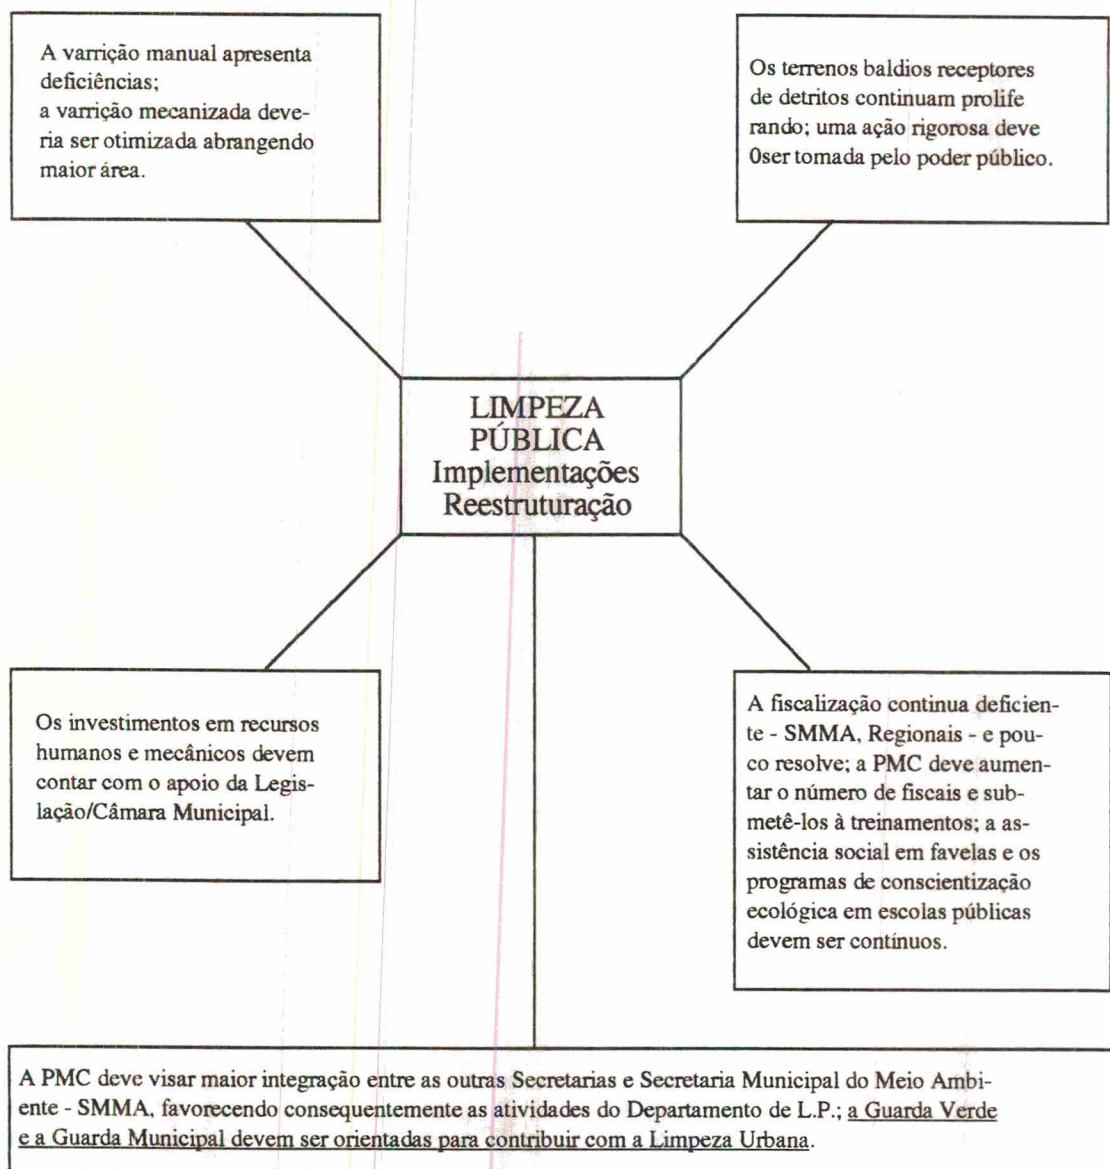 A varrição manual apresenta
deficiências;
a varrição mecanizada deve-
ria ser otimizada abrangendo
maior área.
Os terrenos baldios receptores
de detritos continuam prolife
rando; uma ação rigorosa deve
0ser tomada pelo poder público.
LIMPEZA
PÚBLICA
Implementações
Reestruturação
Os investimentos em recursos
humanos e mecânicos devem
contar com o apoio da Legis-
lação/Câmara Municipal.
A fiscalização continua deficien-
te - SMMA, Regionais - e pou-
co resolve; a PMC deve aumen-
tar o número de fiscais e sub-
metê-los à treinamentos; a as-
sistência social em favelas e os
programas de conscientização
ecológica em escolas públicas
devem ser contínuos.
A PMC deve visar maior integração entre as outras Secretarias e Secretaria Municipal do Meio Ambi-
ente - SMMA, favorecendo consequentemente as atividades do Departamento de L.P.; a Guarda Verde
e a Guarda Municipal devem ser orientadas para contribuir com a Limpeza Urbana.